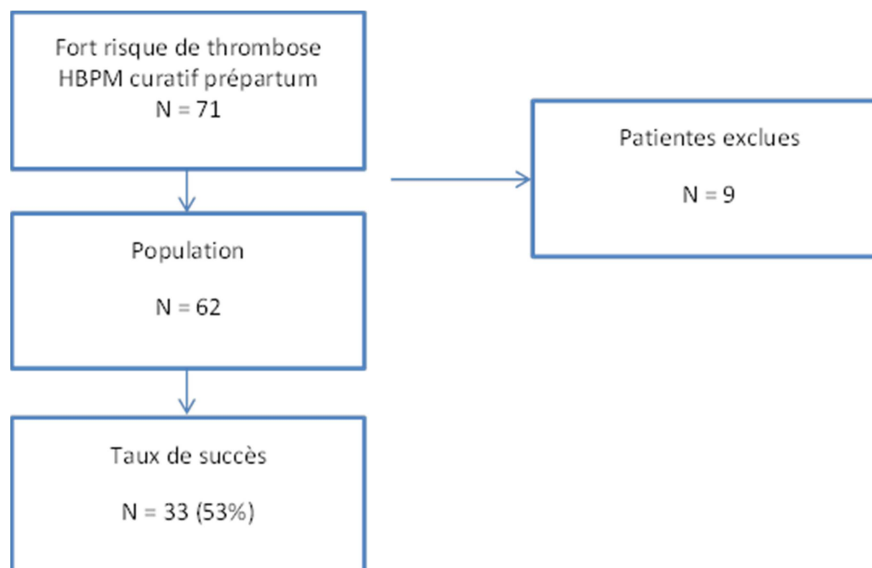 Fort risque de thrombose
HBPM curatif prépartum
N = 71
Patientes exclues
N = 9
Population
N = 62
Taux de succès
N = 33 (53%)